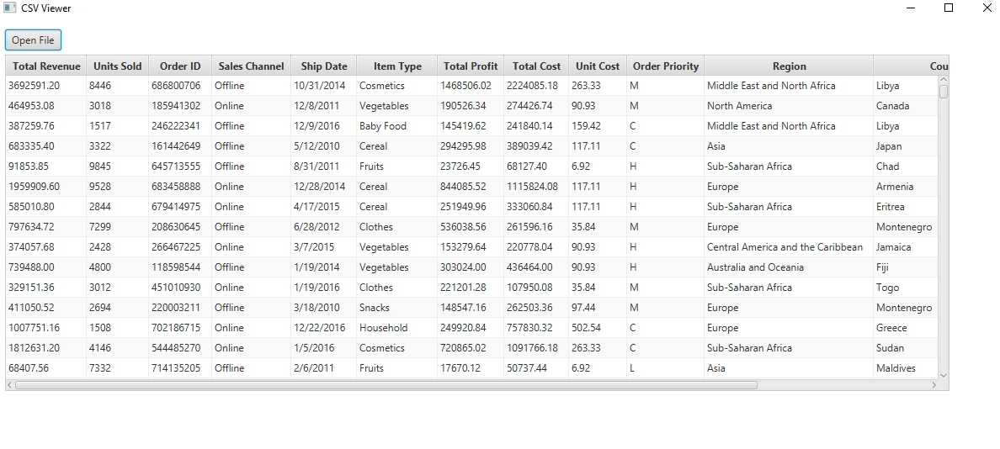 CSV Viewer
Open File
Total Revenue Units Sold Order ID Sales Channel Ship Date Item Type Total Profit Total Cost Unit Cost Order Priority Region Cou
3692591.20 8446 686800706 Offline 10/31/2014 Cosmetics 1468506.02 2224085.18 263.33 M Middle East and North Africa Libya
464953.08 3018 185941302 Online 12/8/2011 Vegetables 190526.34 274426.74 90.93 M North America Canada
387259.76 1517 246222341 Offline 12/9/2016 Baby Food 145419.62 241840.14 159.42 C Middle East and North Africa Libya
683335.40 3322 161442649 Offline 5/12/2010 Cereal 294295.98 389039.42 117.11 C Asia Japan
91853.85 9845 645713555 Offline 8/31/2011 Fruits 23726.45 68127.40 6.92 H Sub-Saharan Africa Chad
1959909.60 9528 683458888 Online 12/28/2014 Cereal 844085.52 1115824.08 117.11 H Europe Armenia
585010.80 2844 679414975 Online 4/17/2015 Cereal 251949.96 333060.84 117.11 H Sub-Saharan Africa Eritrea
797634.72 7299 208630645 Offline 6/28/2012 Clothes 536038.56 261596.16 35.84 M Europe Montenegro
374057.68 2428 266467225 Online 3/7/2015 Vegetables 153279.64 220778.04 90.93 H Central America and the Caribbean Jamaica
739488.00 4800 118598544 Offline 1/19/2014 Vegetables 303024.00 436464.00 90.93 H Australia and Oceania Fiji
329151.36 3012 451010930 Online 1/19/2016 Clothes 221201.28 107950.08 35.84 M Sub-Saharan Africa Togo
411050.52 2694 220003211 Offline 3/18/2010 Snacks 148547.16 262503.36 97.44 M Europe Montenegro
1007751.16 1508 702186715 Online 12/22/2016 Household 249920.84 757830.32 502.54 C Europe Greece
1812631.20 4146 544485270 Online 1/5/2016 Cosmetics 720865.02 1091766.18 263.33 C Sub-Saharan Africa Sudan
68407.56 7332 714135205 Offline 2/6/2011 Fruits 17670.12 50737.44 6.92 L Asia Maldives